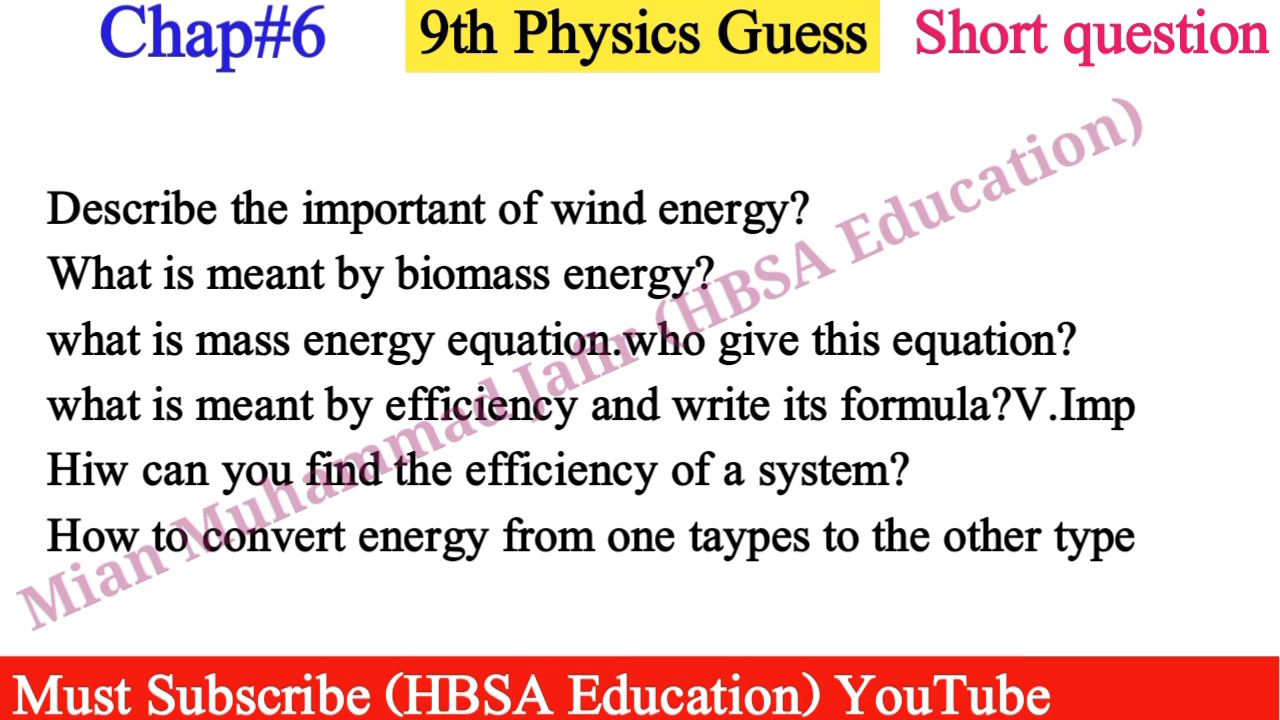 Chap#6 9th Physics Guess Short question
Describe the important of wind energy?
What is meant by biomass energy?
what is mass energy equation.who give this equation?
what is meant by efficiency and write its formula?V.Imp
Hiw can you find the efficiency of a system?
How to convert energy from one taypes to the other type
Mian Muhammad Jafir (HBSA Education)
Must Subscribe (HBSA Education) YouTube